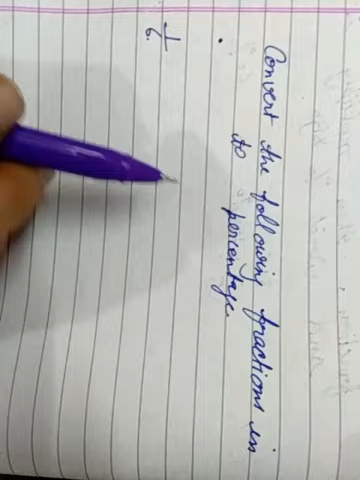 Convert the following fractions in
to percentage
1/6.